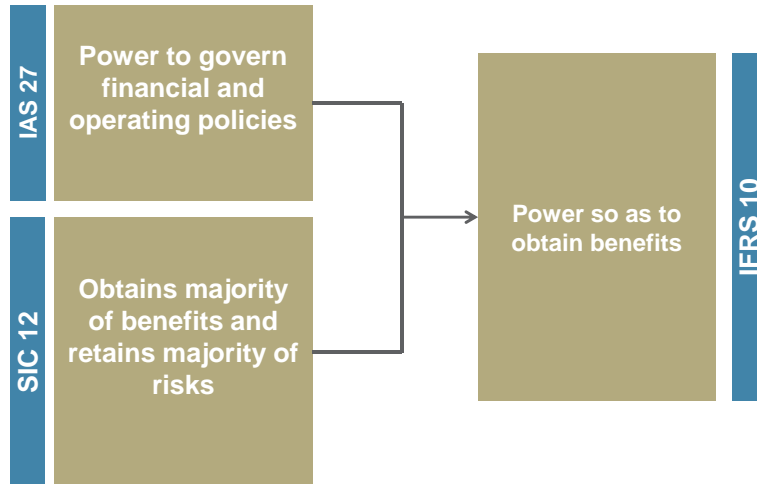 IAS 27
Power to govern
financial and
operating policies
SIC 12
Obtains majority
of benefits and
retains majority of
risks
Power so as to
obtain benefits
IFRS 10